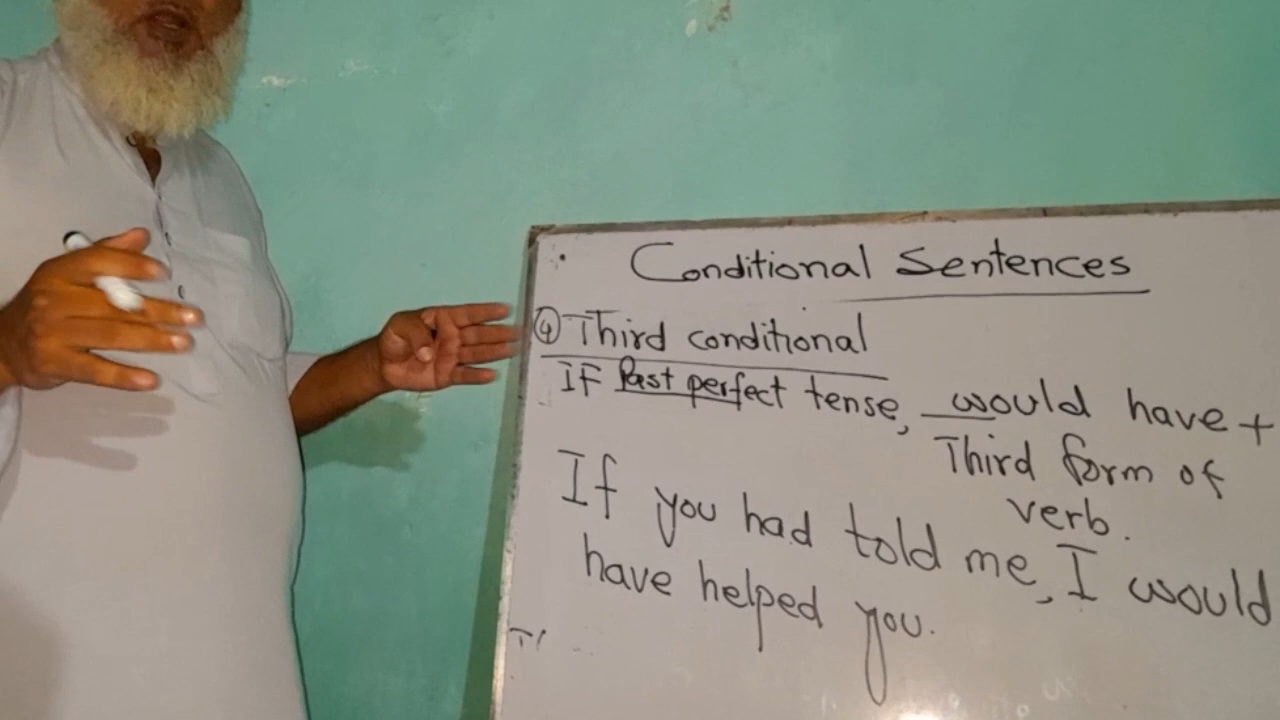 Conditional Sentences
④ Third conditional
IF Past perfect tense, would have +
Third form of
verb.
If you had told me, I would
have helped you.